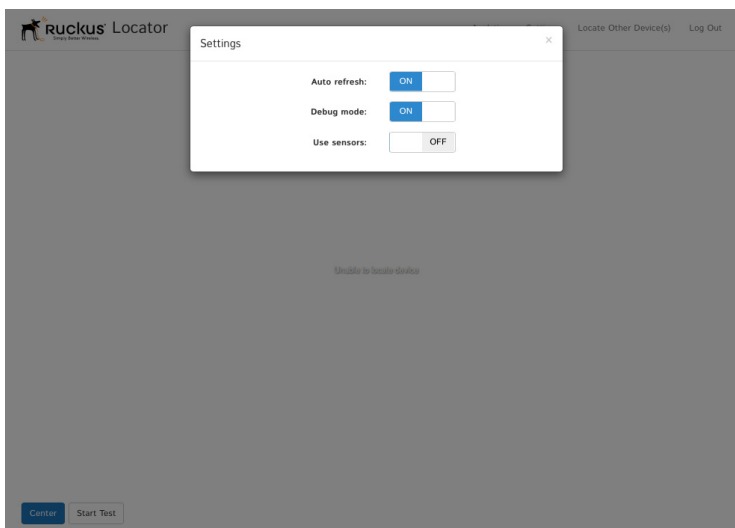 Ruckus® Locator
Simply Better Wireless.
Locate Other Device(s)
Log Out
Settings
×
Auto refresh:
ON
Debug mode:
ON
Use sensors:
OFF
Unable to locate device
Center
Start Test